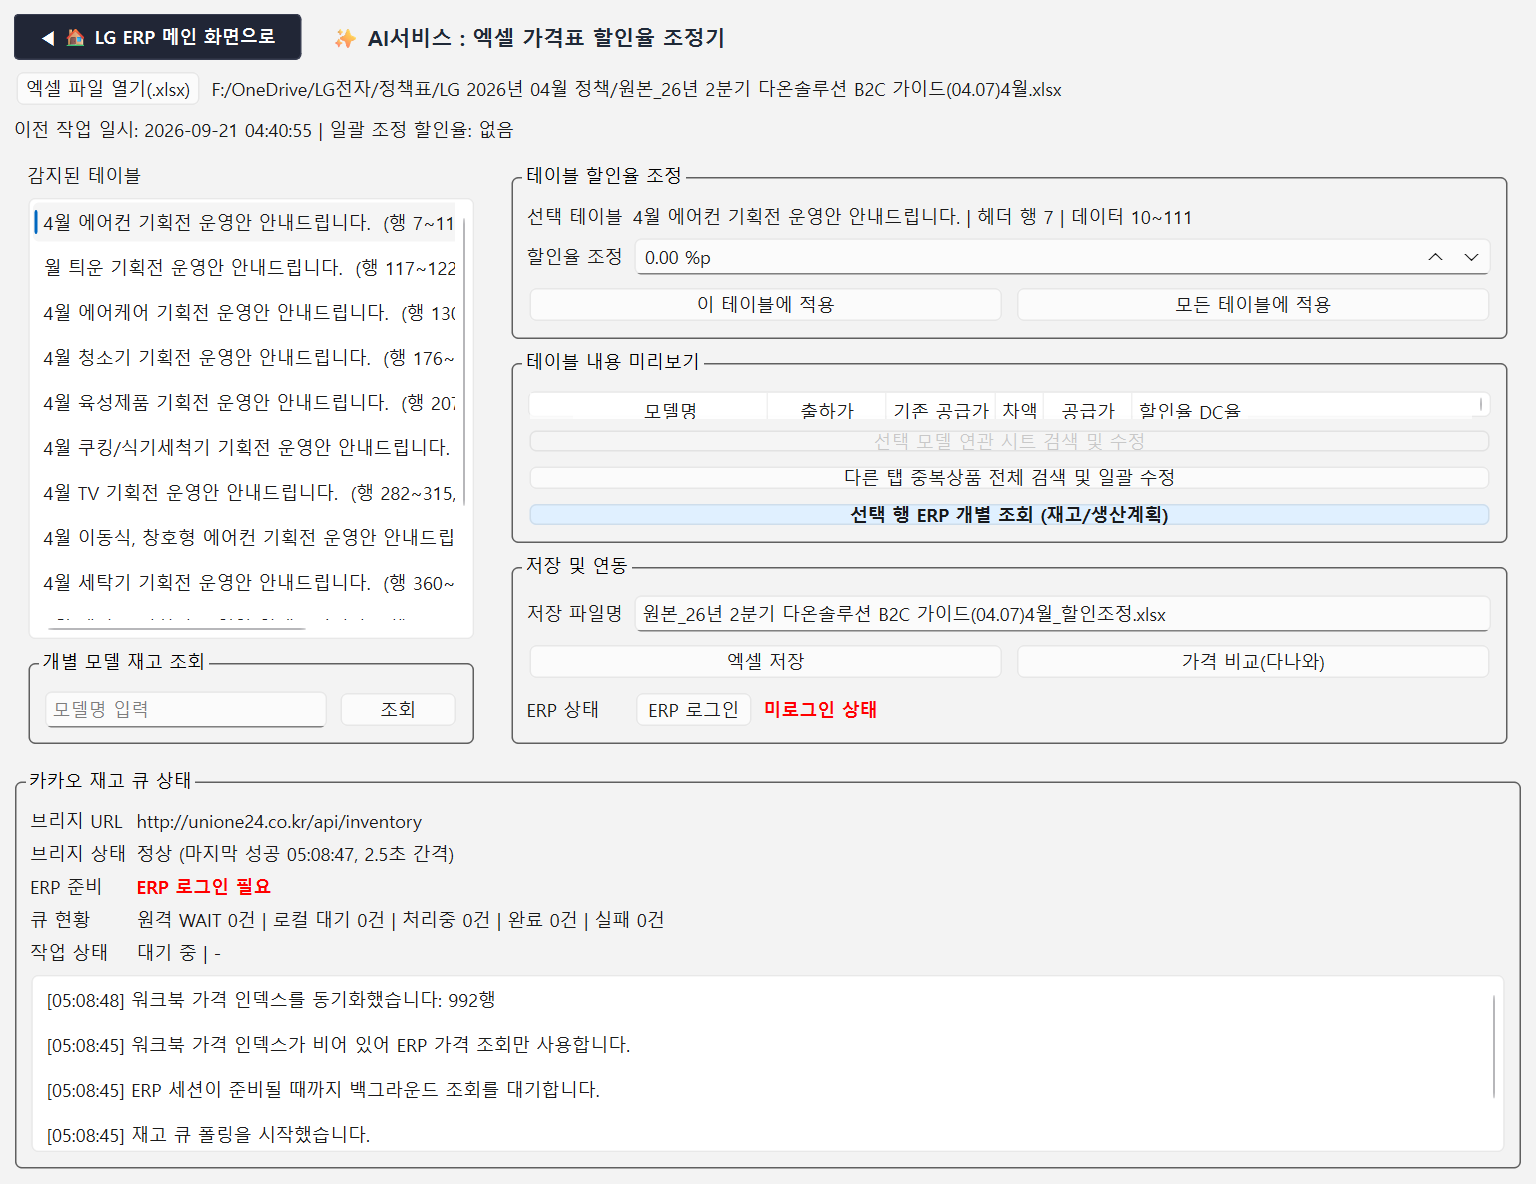 ◀ 🏠 LG ERP 메인 화면으로
✨ AI서비스 : 엑셀 가격표 할인율 조정기
엑셀 파일 열기(.xlsx)
F:/OneDrive/LG전자/정책표/LG 2026년 04월 정책/원본_26년 2분기 다온솔루션 B2C 가이드(04.07)4월.xlsx
이전 작업 일시: 2026-09-21 04:40:55 | 일괄 조정 할인율: 없음
감지된 테이블
4월 에어컨 기획전 운영안 안내드립니다. (행 7~11
월 틔운 기획전 운영안 안내드립니다. (행 117~122
4월 에어케어 기획전 운영안 안내드립니다. (행 130
4월 청소기 기획전 운영안 안내드립니다. (행 176~
4월 육성제품 기획전 운영안 안내드립니다. (행 207
4월 쿠킹/식기세척기 기획전 운영안 안내드립니다.
4월 TV 기획전 운영안 안내드립니다. (행 282~315,
4월 이동식, 창호형 에어컨 기획전 운영안 안내드립
4월 세탁기 기획전 운영안 안내드립니다. (행 360~
개별 모델 재고 조회
모델명 입력
조회
테이블 할인율 조정
선택 테이블 4월 에어컨 기획전 운영안 안내드립니다. | 헤더 행 7 | 데이터 10~111
할인율 조정 0.00 %p
이 테이블에 적용
모든 테이블에 적용
테이블 내용 미리보기
모델명 출하가 기존 공급가 차액 공급가 할인율 DC율
선택 모델 연관 시트 검색 및 수정
다른 탭 중복상품 전체 검색 및 일괄 수정
선택 행 ERP 개별 조회 (재고/생산계획)
저장 및 연동
저장 파일명 원본_26년 2분기 다온솔루션 B2C 가이드(04.07)4월_할인조정.xlsx
엑셀 저장
가격 비교(다나와)
ERP 상태 ERP 로그인 미로그인 상태
카카오 재고 큐 상태
브리지 URL http://unione24.co.kr/api/inventory
브리지 상태 정상 (마지막 성공 05:08:47, 2.5초 간격)
ERP 준비 ERP 로그인 필요
큐 현황 원격 WAIT 0건 | 로컬 대기 0건 | 처리중 0건 | 완료 0건 | 실패 0건
작업 상태 대기 중 | -
[05:08:48] 워크북 가격 인덱스를 동기화했습니다: 992행
[05:08:45] 워크북 가격 인덱스가 비어 있어 ERP 가격 조회만 사용합니다.
[05:08:45] ERP 세션이 준비될 때까지 백그라운드 조회를 대기합니다.
[05:08:45] 재고 큐 폴링을 시작했습니다.